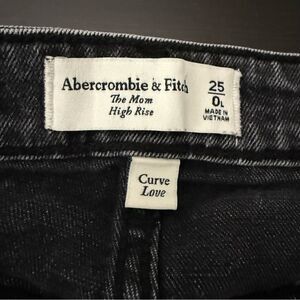 Abercrombie & Fitch
The Mom
High Rise
25
0L
MADE IN
VIETNAM
Curve
Love